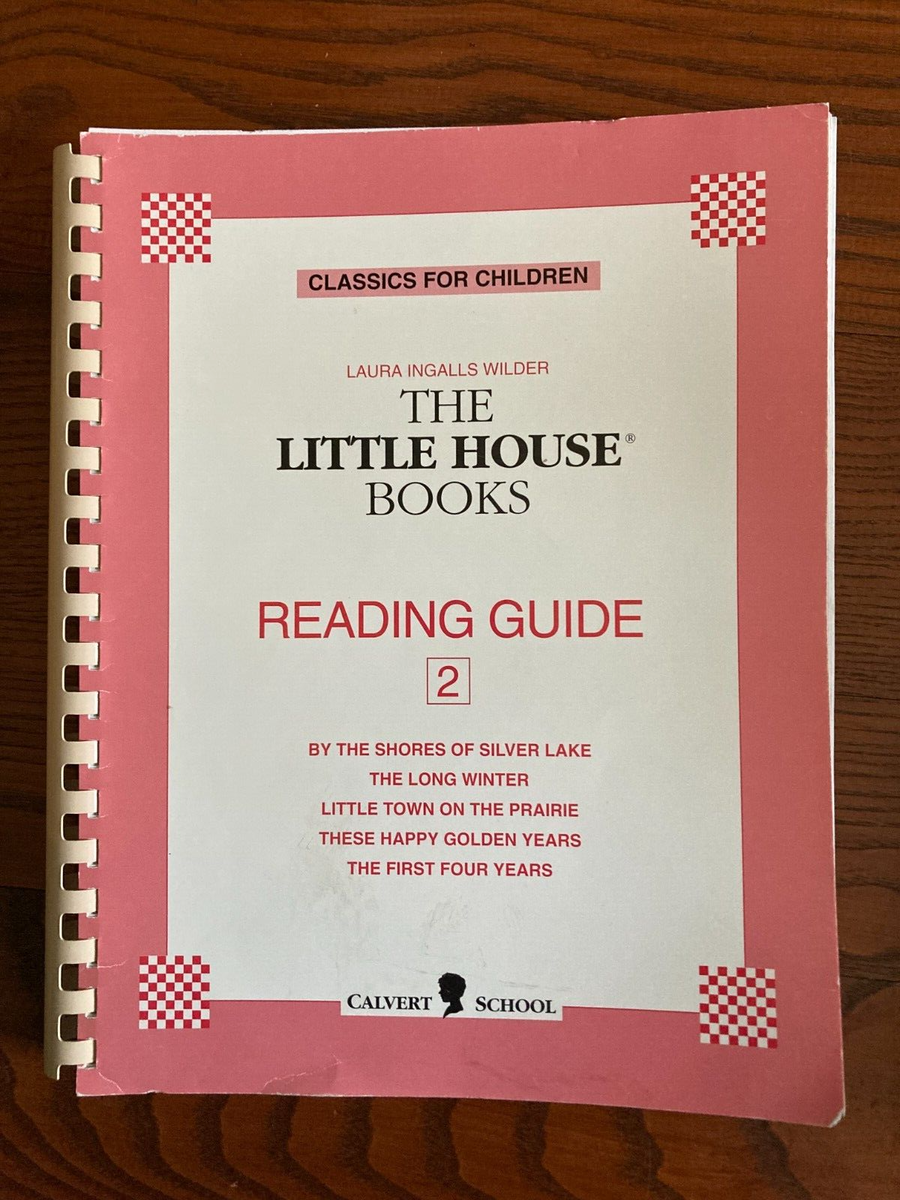 CLASSICS FOR CHILDREN
LAURA INGALLS WILDER
THE
LITTLE HOUSE®
BOOKS
READING GUIDE
2
BY THE SHORES OF SILVER LAKE
THE LONG WINTER
LITTLE TOWN ON THE PRAIRIE
THESE HAPPY GOLDEN YEARS
THE FIRST FOUR YEARS
CALVERT SCHOOL